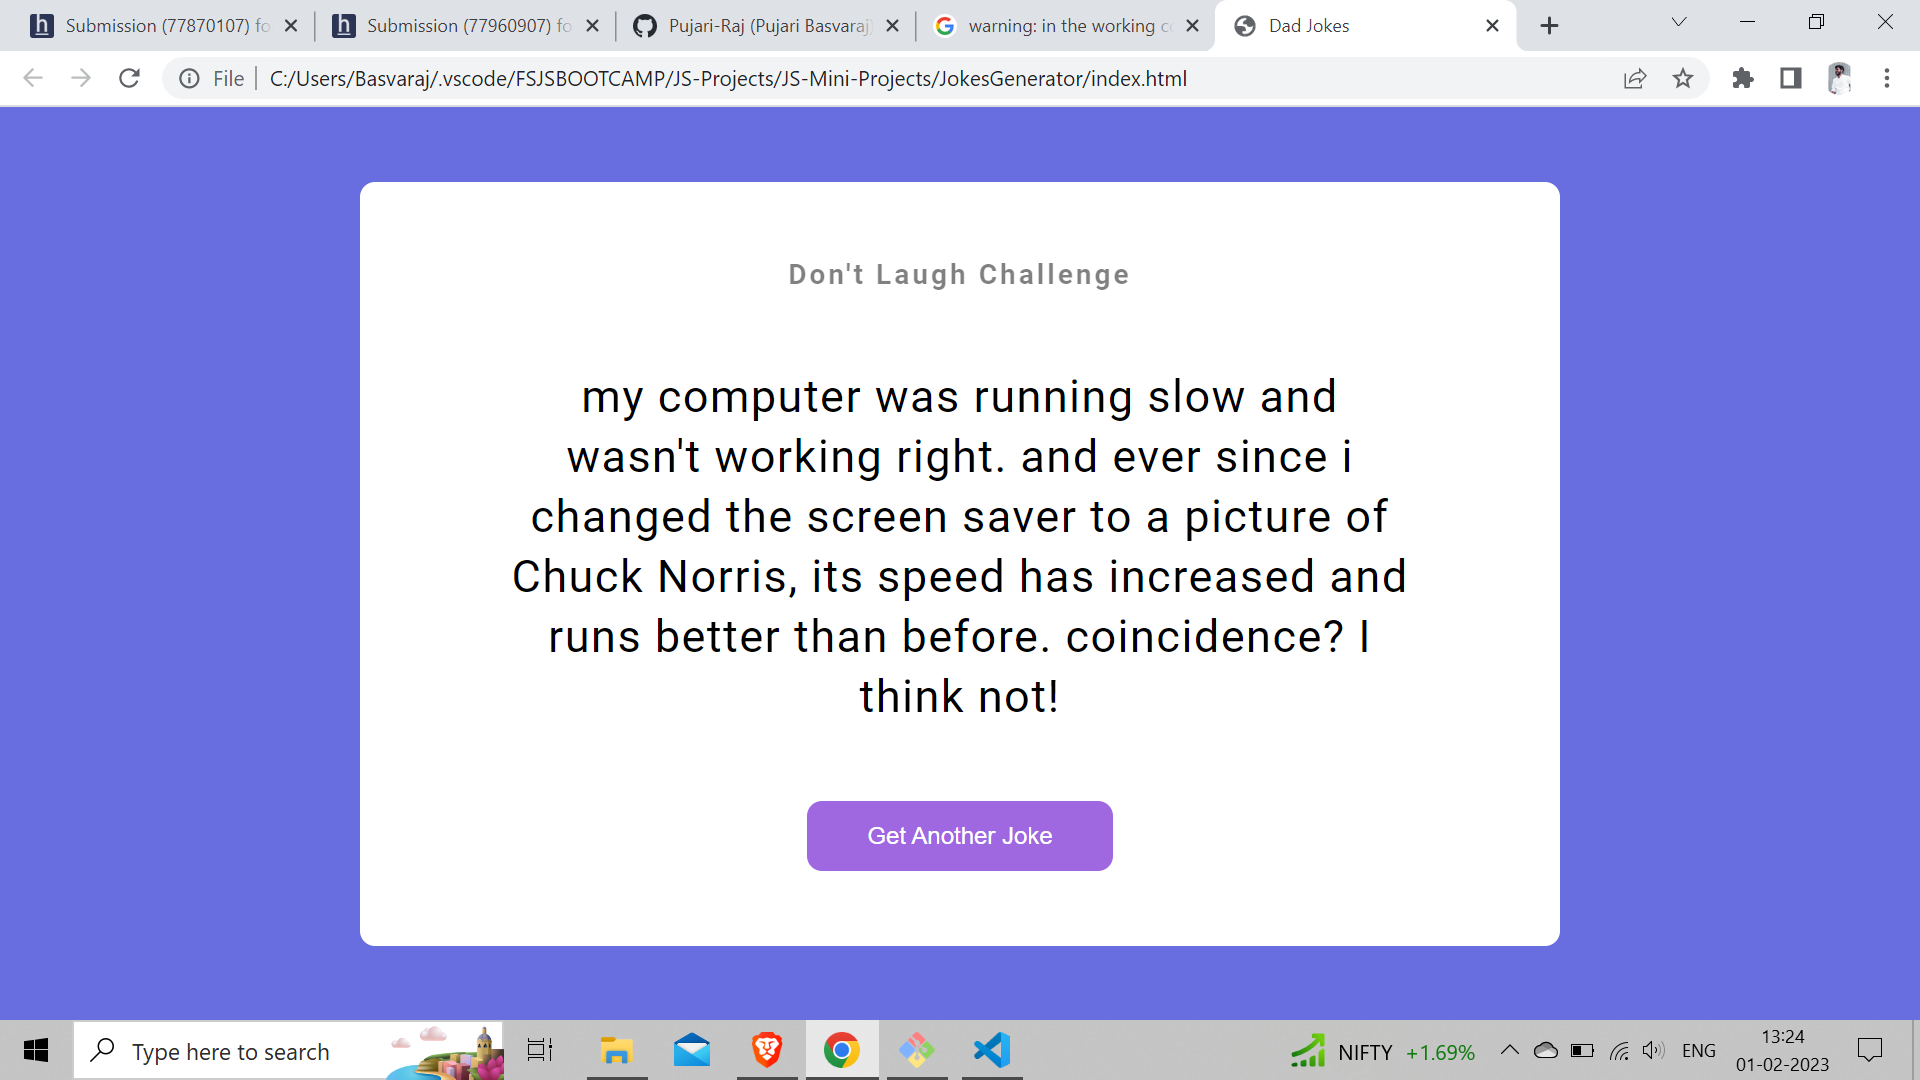 Submission (77870107) fo
Submission (77960907) fo
Pujari-Raj (Pujari Basvaraj)
warning: in the working c
Dad Jokes
File
C:/Users/Basvaraj/.vscode/FSJSBOOTCAMP/JS-Projects/JS-Mini-Projects/JokesGenerator/index.html
Don't Laugh Challenge
my computer was running slow and
wasn't working right. and ever since i
changed the screen saver to a picture of
Chuck Norris, its speed has increased and
runs better than before. coincidence? I
think not!
Get Another Joke
Type here to search
NIFTY +1.69%
ENG
13:24
01-02-2023